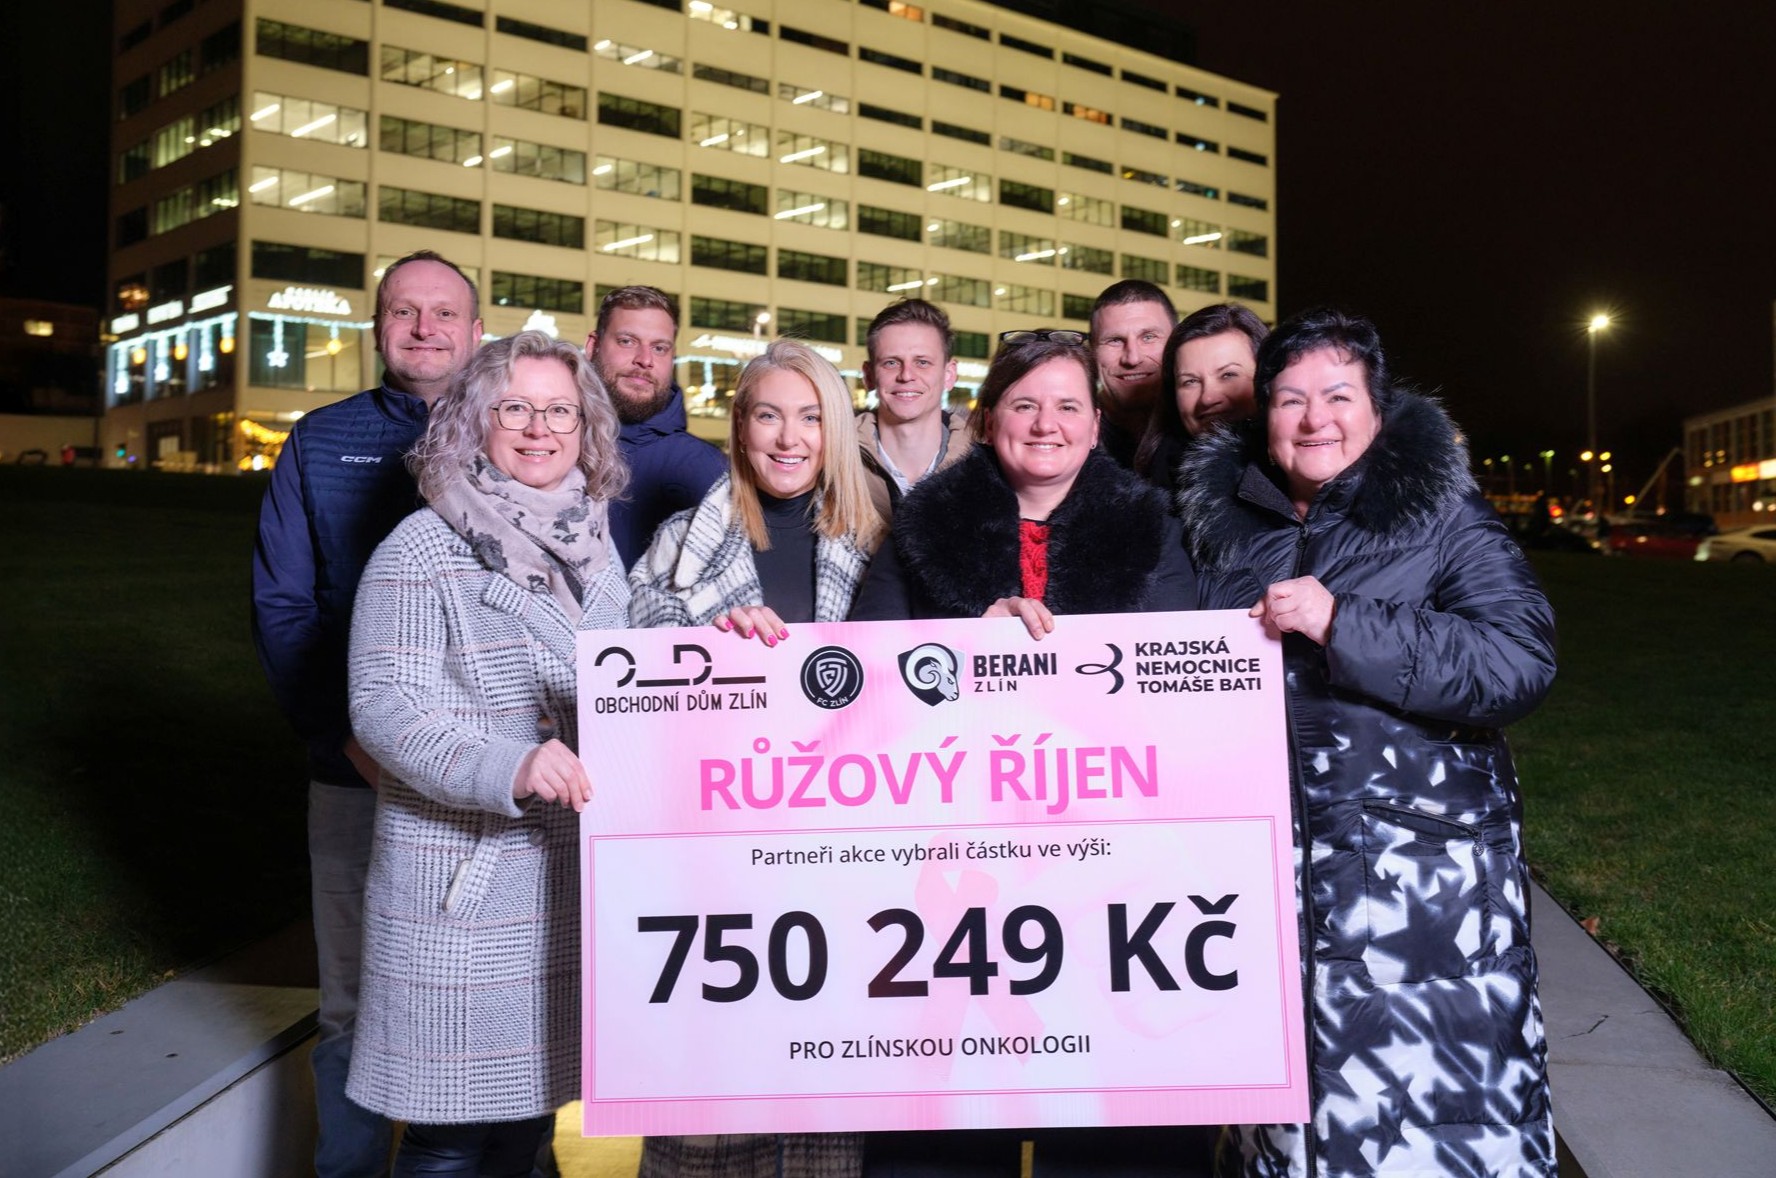 APOTHEKA
CCM
OBCHODNÍ DŮM ZLÍN
FC ZLÍN
BERANI
ZLÍN
KRAJSKÁ
NEMOCNICE
TOMÁŠE BATI
RŮŽOVÝ ŘÍJEN
Partneři akce vybrali částku ve výši:
750 249 Kč
PRO ZLÍNSKOU ONKOLOGII